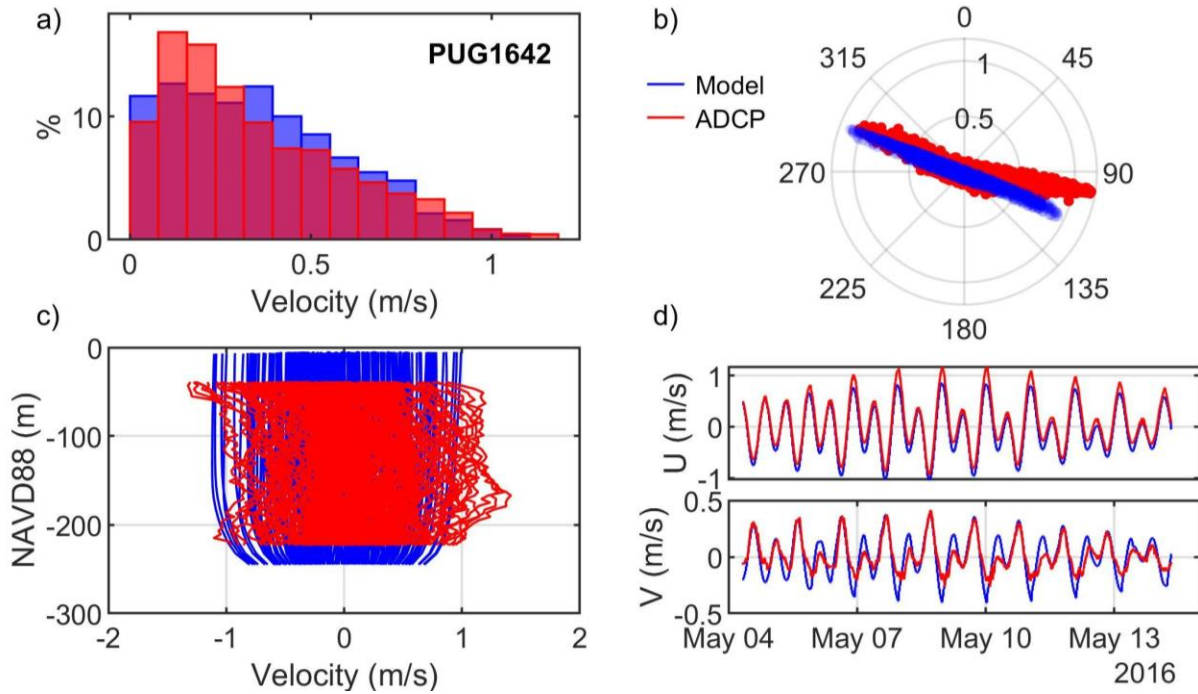 a)
PUG1642
%
10
0
0
0.5
1
Velocity (m/s)
b)
Model
ADCP
0
45
90
135
180
225
270
315
0.5
1
c)
NAVD88 (m)
0
-100
-200
-300
-2
-1
0
1
2
Velocity (m/s)
d)
U (m/s)
1
0
-1
V (m/s)
0.5
0
-0.5
May 04
May 07
May 10
May 13
2016